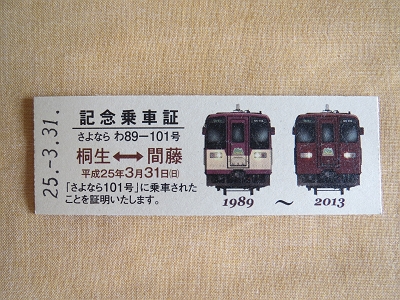 25.-3.31.
記念乗車証
さよなら わ89ー101号
桐生↔間藤
平成25年3月31日㊐
「さよなら101号」に乗車された
ことを証明いたします。
1989 ～ 2013